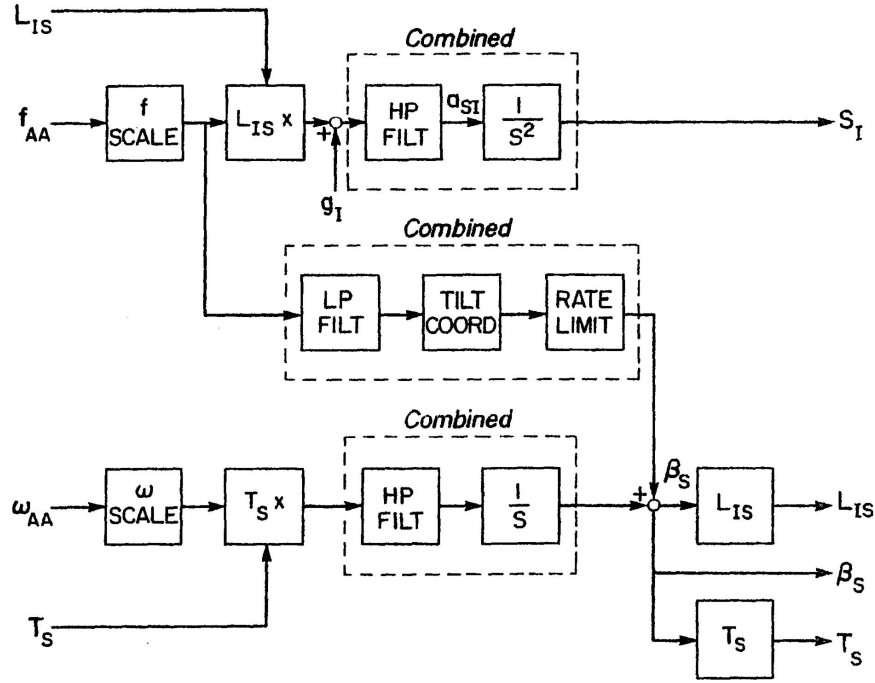 L_IS
Combined
f_AA
f
SCALE
L_IS x
+
g_I
HP
FILT
a_SI
1
S²
S_I
Combined
LP
FILT
TILT
COORD
RATE
LIMIT
Combined
ω_AA
ω
SCALE
T_S x
HP
FILT
1
S
+
β_S
L_IS
L_IS
β_S
T_S
T_S
T_S